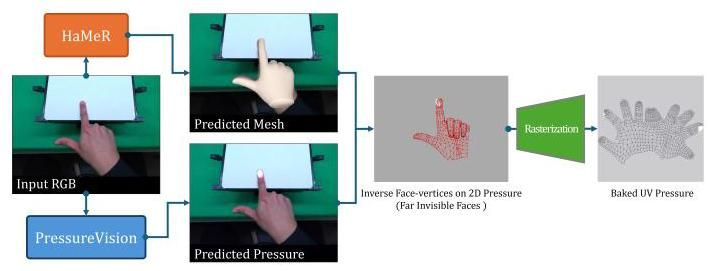 HaMeR
Predicted Mesh
Input RGB
PressureVision
Predicted Pressure
Inverse Face-vertices on 2D Pressure
(Far Invisible Faces )
Rasterization
Baked UV Pressure